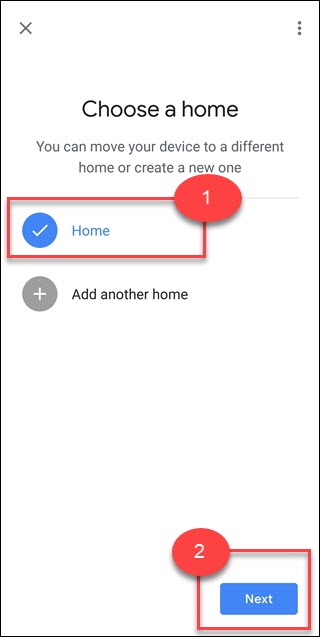 Choose a home
You can move your device to a different
home or create a new one
1
Home
Add another home
2
Next